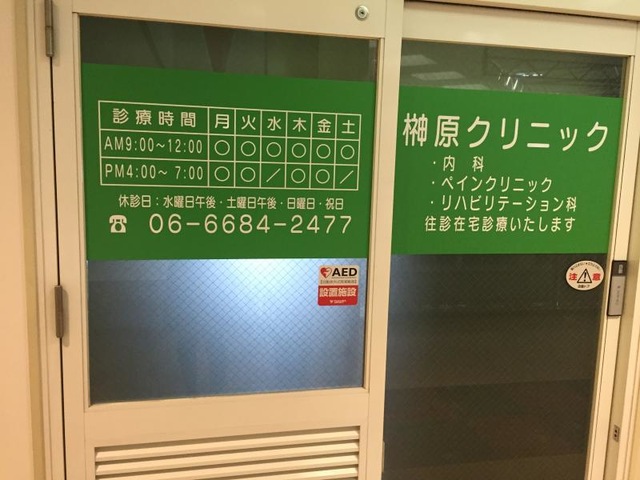 診療時間 月 火 水 木 金 土
AM9:00〜12:00 ○ ○ ○ ○ ○ ○
PM4:00〜7:00 ○ ○ / ○ ○ /
休診日：水曜日午後・土曜日午後・日曜日・祝日
☎ 06-6684-2477
AED
設置施設
榊原クリニック
・内 科
・ペインクリニック
・リハビリテーション科
往診在宅診療いたします
注 意